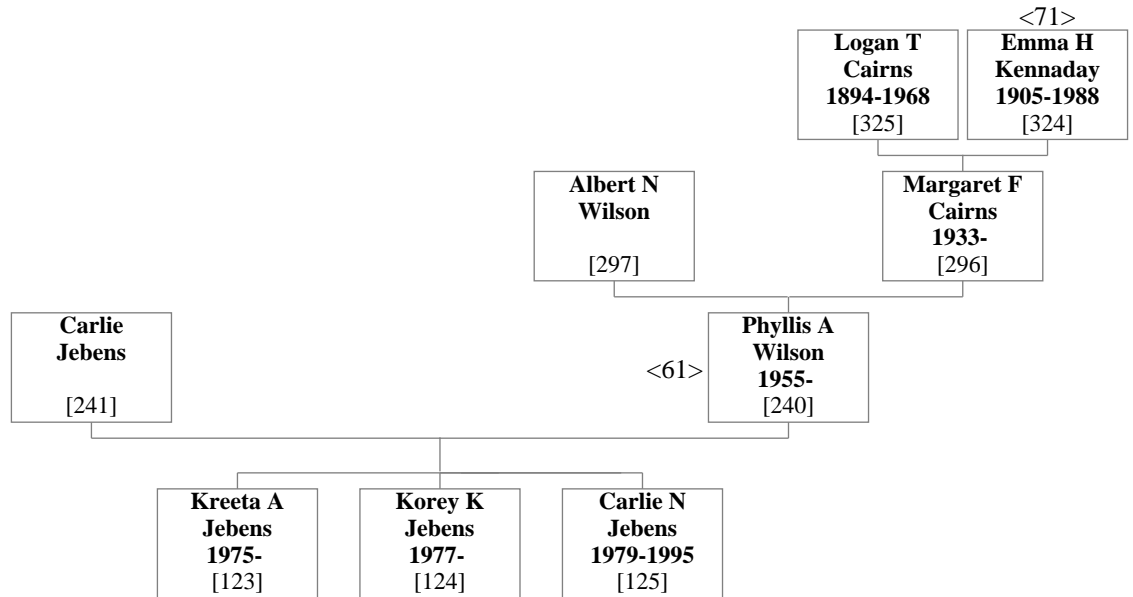 <71>
Logan T
Cairns
1894-1968
[325]
Emma H
Kennaday
1905-1988
[324]
Albert N
Wilson
[297]
Margaret F
Cairns
1933-
[296]
Carlie
Jebens
[241]
<61>
Phyllis A
Wilson
1955-
[240]
Kreeta A
Jebens
1975-
[123]
Korey K
Jebens
1977-
[124]
Carlie N
Jebens
1979-1995
[125]